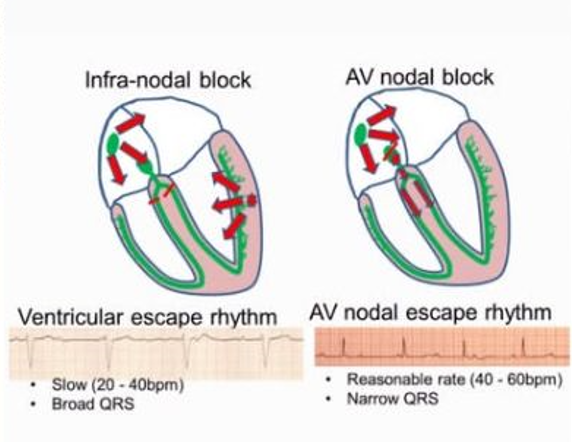 Infra-nodal block
AV nodal block
Ventricular escape rhythm
AV nodal escape rhythm
• Slow (20 - 40bpm)
• Broad QRS
• Reasonable rate (40 - 60bpm)
• Narrow QRS